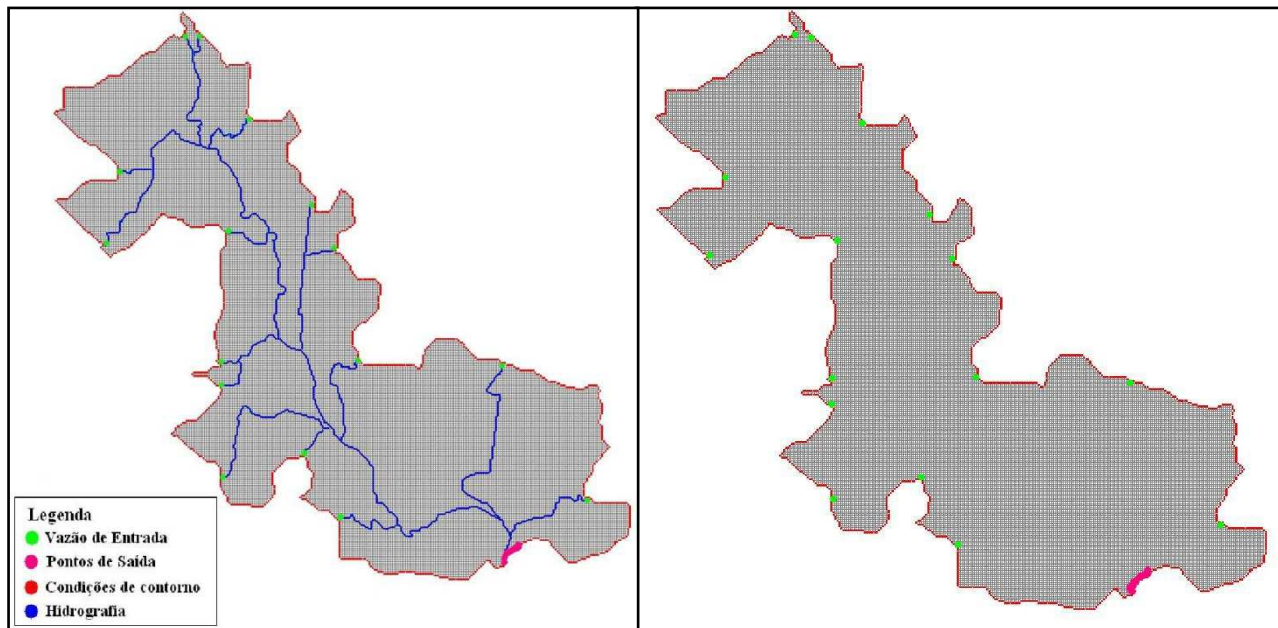 Legenda
Vazão de Entrada
Pontos de Saída
Condições de contorno
Hidrografia